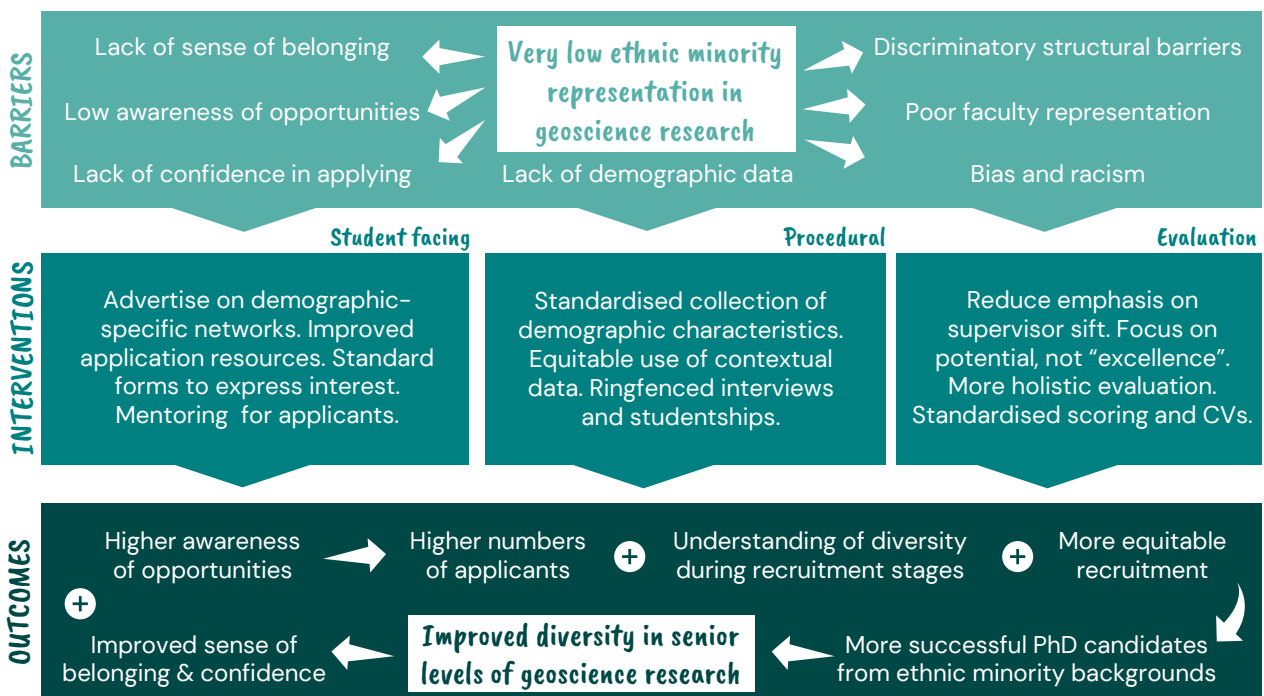 BARRIERS
Lack of sense of belonging
Low awareness of opportunities
Lack of confidence in applying
Very low ethnic minority
representation in
geoscience research
Lack of demographic data
Discriminatory structural barriers
Poor faculty representation
Bias and racism
INTERVENTIONS
Student facing
Advertise on demographic-
specific networks. Improved
application resources. Standard
forms to express interest.
Mentoring for applicants.
Procedural
Standardised collection of
demographic characteristics.
Equitable use of contextual
data. Ringfenced interviews
and studentships.
Evaluation
Reduce emphasis on
supervisor sift. Focus on
potential, not “excellence”.
More holistic evaluation.
Standardised scoring and CVs.
OUTCOMES
Higher awareness
of opportunities
Higher numbers
of applicants
+
Understanding of diversity
during recruitment stages
+
More equitable
recruitment
+
Improved sense of
belonging & confidence
Improved diversity in senior
levels of geoscience research
More successful PhD candidates
from ethnic minority backgrounds